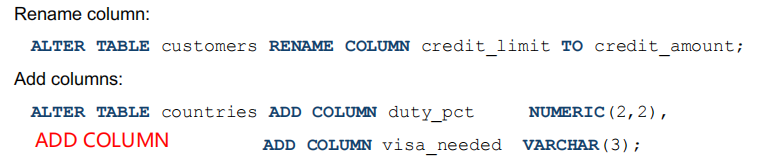 Rename column:
ALTER TABLE customers RENAME COLUMN credit_limit TO credit_amount;
Add columns:
ALTER TABLE countries ADD COLUMN duty_pct NUMERIC(2,2),
ADD COLUMN ADD COLUMN visa_needed VARCHAR(3);